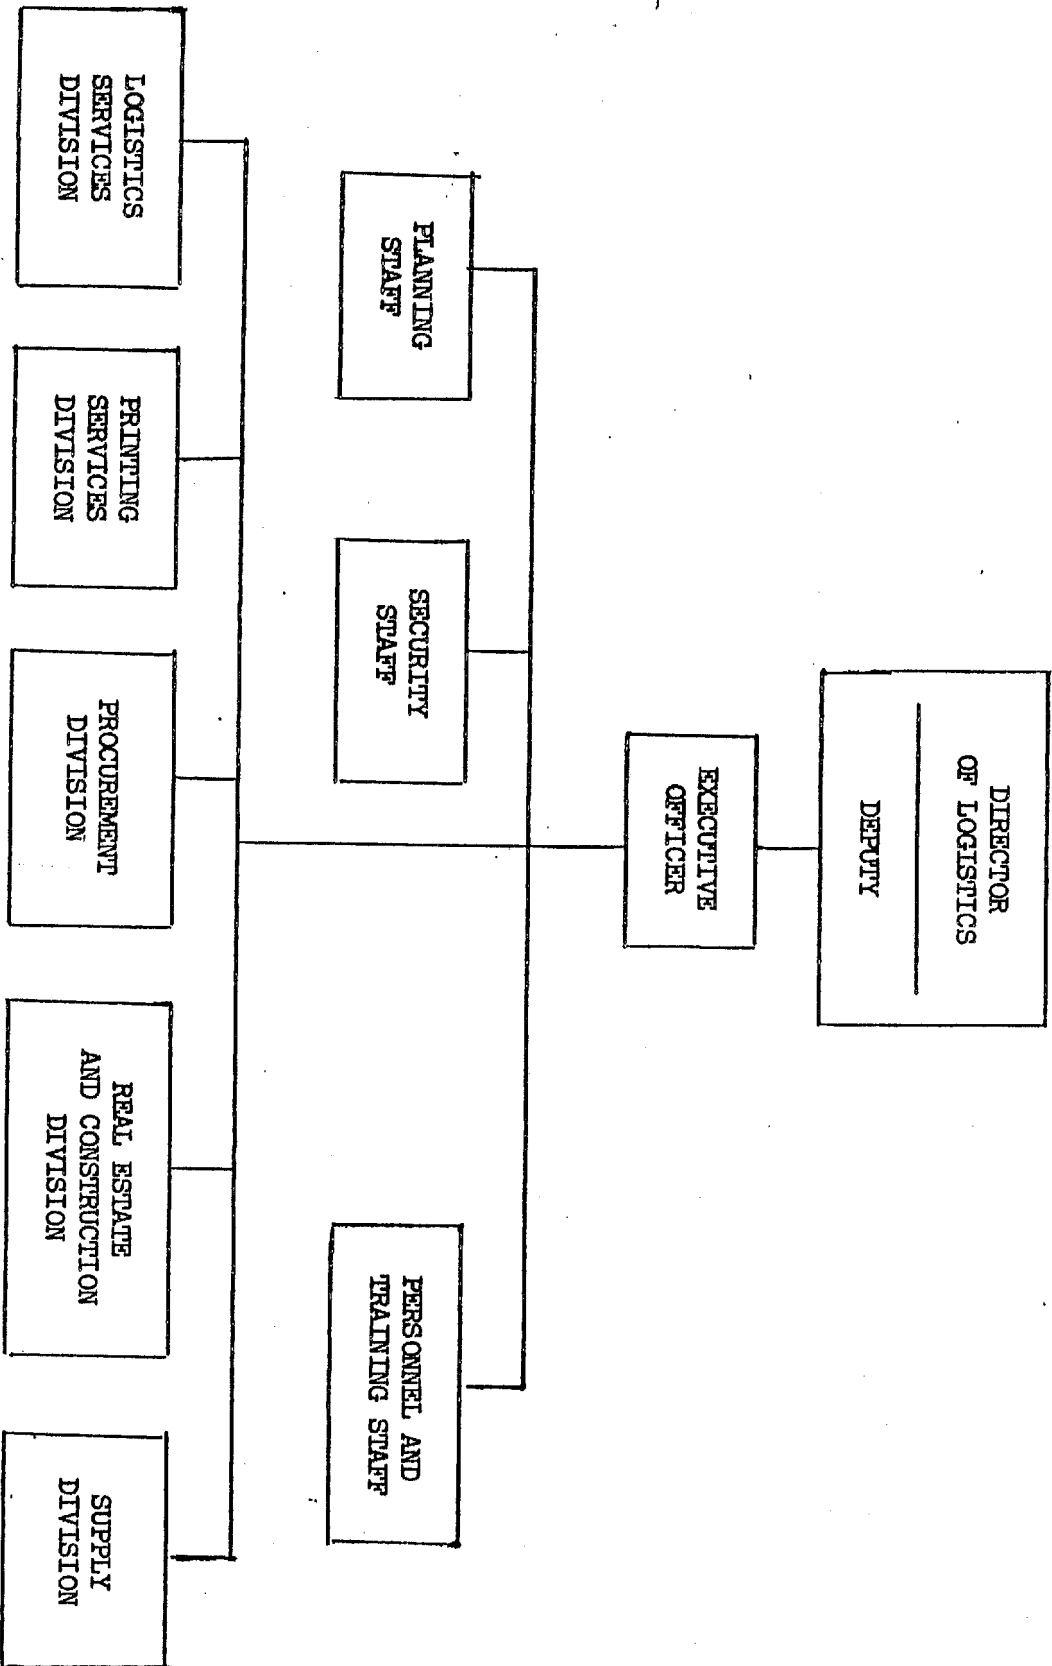 DIRECTOR
OF LOGISTICS
DEPUTY
EXECUTIVE
OFFICER
PLANNING
STAFF
SECURITY
STAFF
PERSONNEL AND
TRAINING STAFF
LOGISTICS
SERVICES
DIVISION
PRINTING
SERVICES
DIVISION
PROCUREMENT
DIVISION
REAL ESTATE
AND CONSTRUCTION
DIVISION
SUPPLY
DIVISION